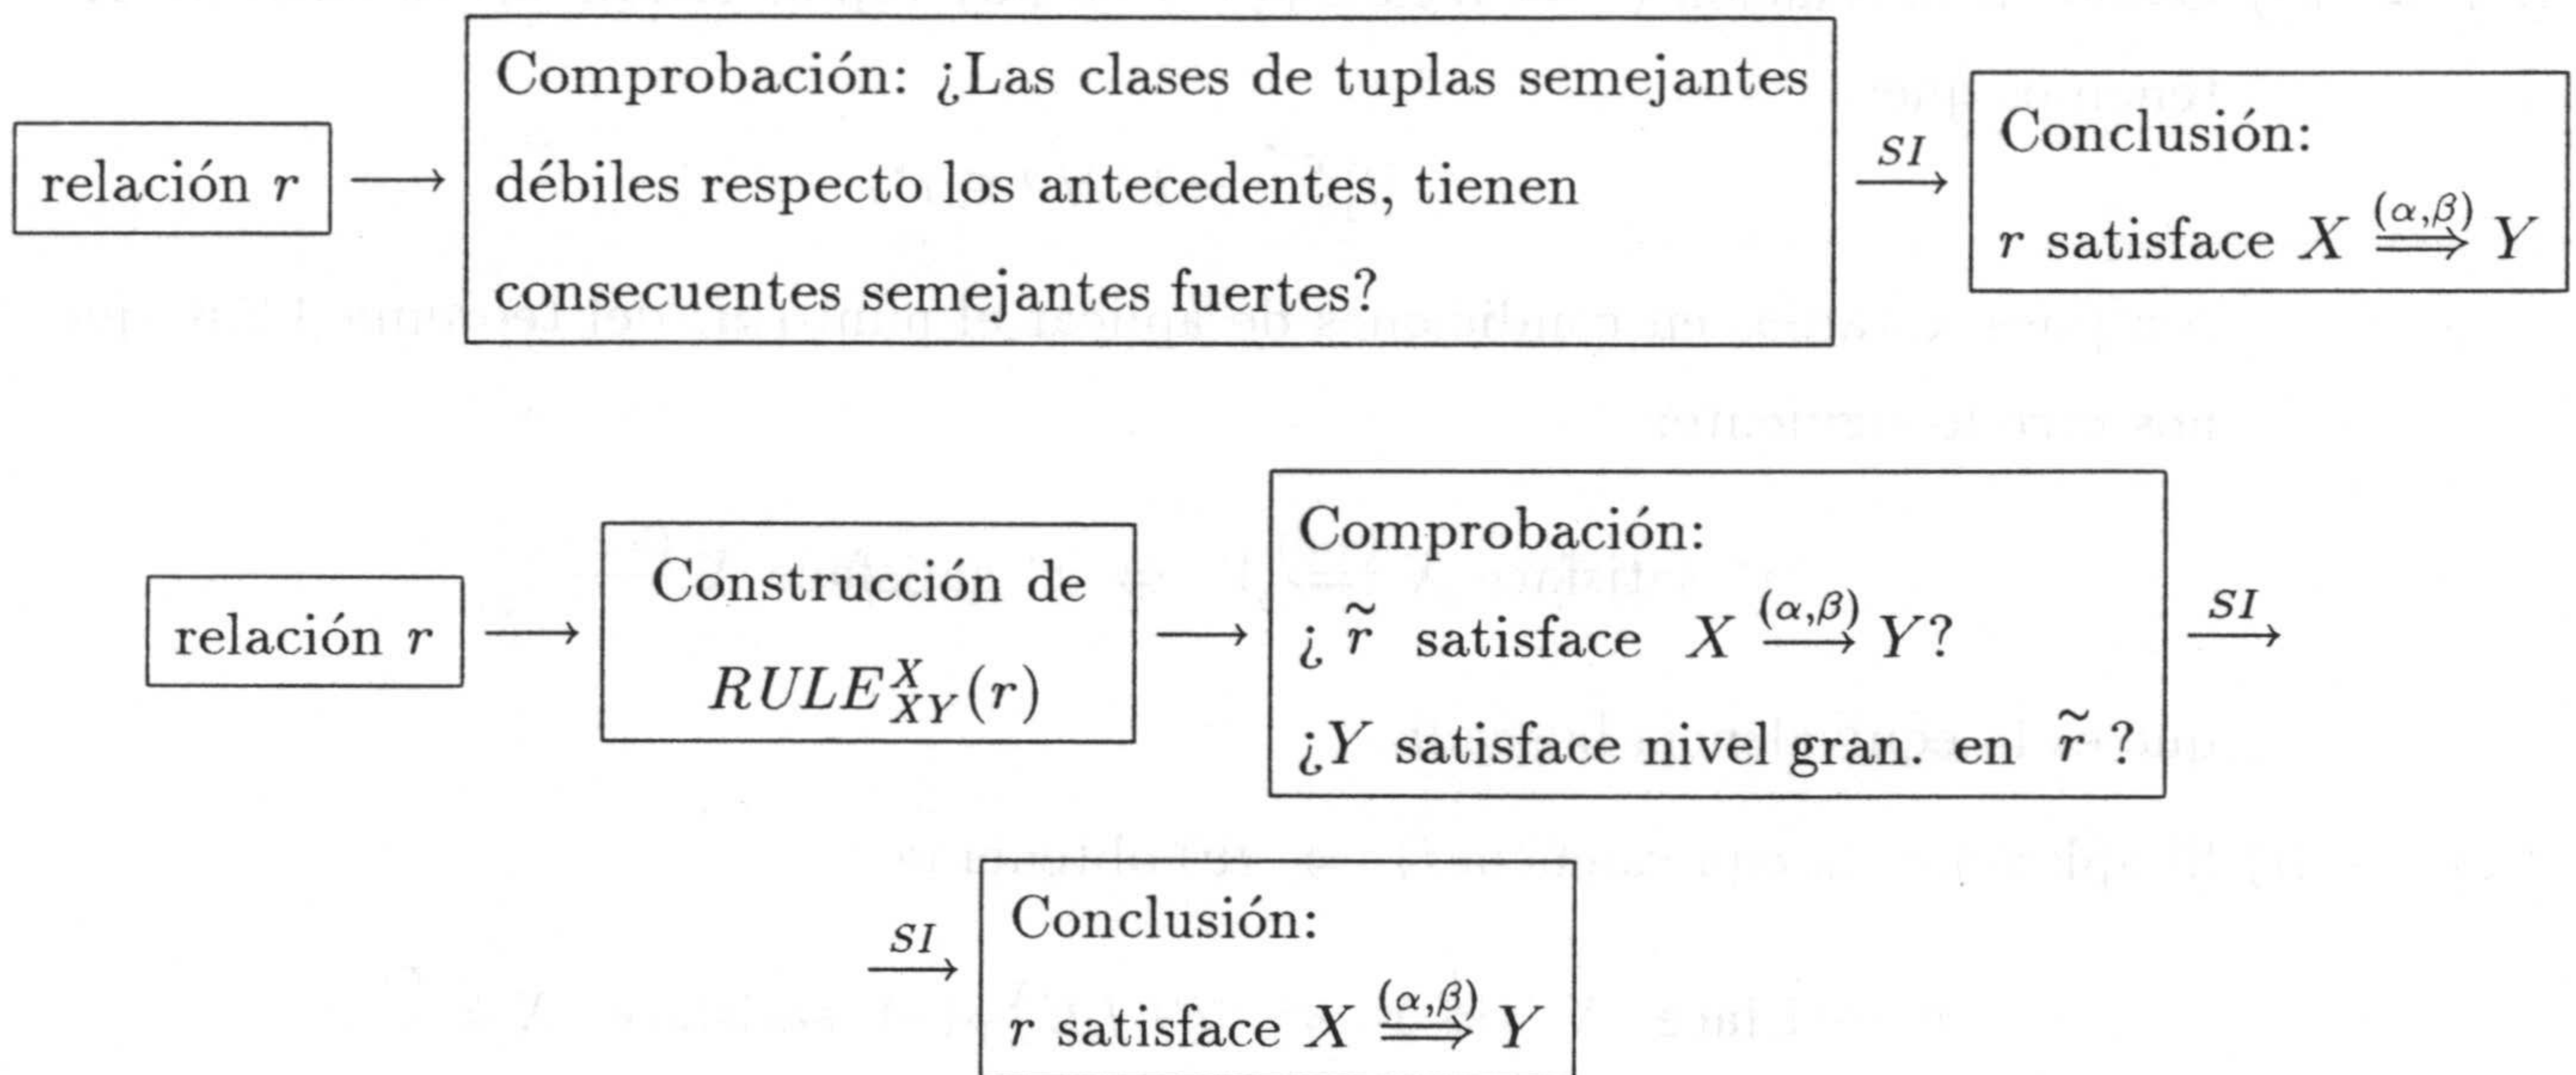 Comprobación: ¿Las clases de tuplas semejantes
relación r ⟶ débiles respecto los antecedentes, tienen
consecuentes semejantes fuertes?
SI ⟶
Conclusión:
r satisface X (α,β) ⟹ Y
relación r ⟶
Construcción de
RULE^X_XY(r)
⟶
Comprobación:
¿ r̃ satisface X (α,β) ⟶ Y?
¿Y satisface nivel gran. en r̃ ?
SI ⟶
SI ⟶
Conclusión:
r satisface X (α,β) ⟹ Y